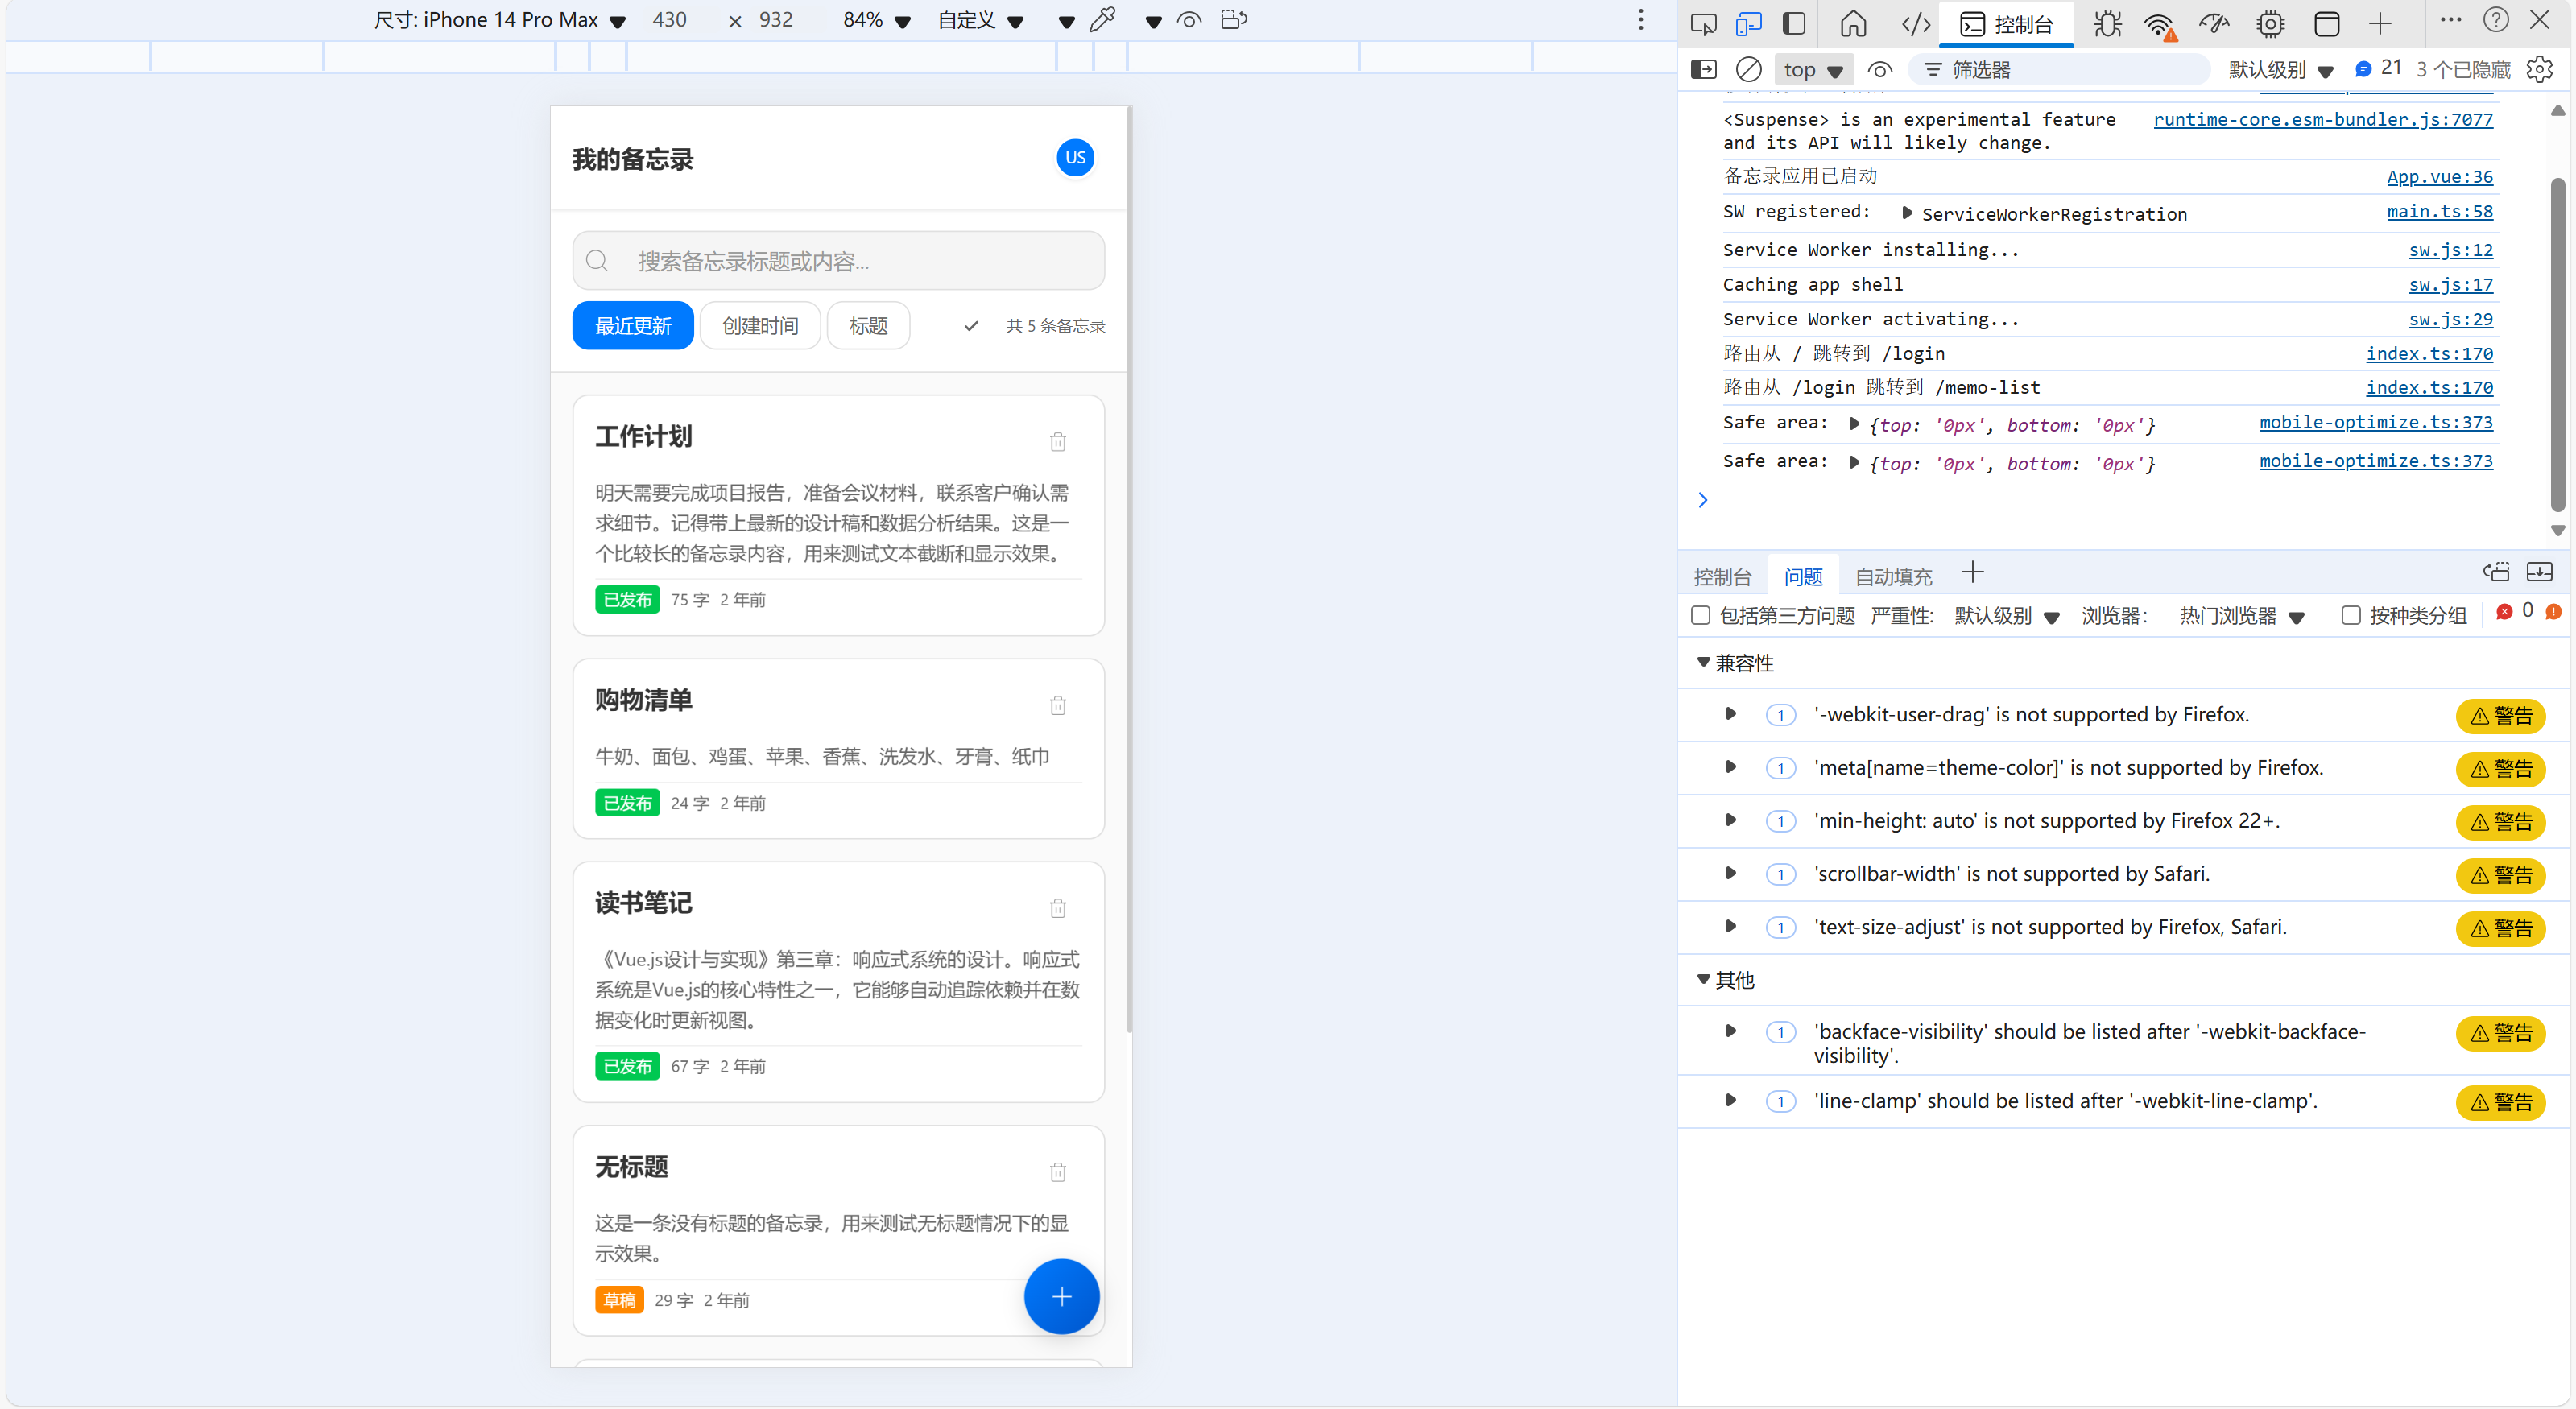 尺寸: iPhone 14 Pro Max 430 × 932 84% 自定义
我的备忘录
US
搜索备忘录标题或内容...
最近更新 创建时间 标题 共 5 条备忘录
工作计划
明天需要完成项目报告，准备会议材料，联系客户确认需
求细节。记得带上最新的设计稿和数据分析结果。这是一
个比较长的备忘录内容，用来测试文本截断和显示效果。
已发布 75 字 2 年前
购物清单
牛奶、面包、鸡蛋、苹果、香蕉、洗发水、牙膏、纸巾
已发布 24 字 2 年前
读书笔记
《Vue.js设计与实现》第三章：响应式系统的设计。响应式
系统是Vue.js的核心特性之一，它能够自动追踪依赖并在数
据变化时更新视图。
已发布 67 字 2 年前
无标题
这是一条没有标题的备忘录，用来测试无标题情况下的显
示效果。
草稿 29 字 2 年前
控制台
top 筛选器 默认级别 21 3 个已隐藏
<Suspense> is an experimental feature runtime-core.esm-bundler.js:7077
and its API will likely change.
备忘录应用已启动 App.vue:36
SW registered: ServiceWorkerRegistration main.ts:58
Service Worker installing... sw.js:12
Caching app shell sw.js:17
Service Worker activating... sw.js:29
路由从 / 跳转到 /login index.ts:170
路由从 /login 跳转到 /memo-list index.ts:170
Safe area: {top: '0px', bottom: '0px'} mobile-optimize.ts:373
Safe area: {top: '0px', bottom: '0px'} mobile-optimize.ts:373
控制台 问题 自动填充
包括第三方问题 严重性: 默认级别 浏览器: 热门浏览器 按种类分组 0
兼容性
1 '-webkit-user-drag' is not supported by Firefox. 警告
1 'meta[name=theme-color]' is not supported by Firefox. 警告
1 'min-height: auto' is not supported by Firefox 22+. 警告
1 'scrollbar-width' is not supported by Safari. 警告
1 'text-size-adjust' is not supported by Firefox, Safari. 警告
其他
1 'backface-visibility' should be listed after '-webkit-backface- 警告
visibility'.
1 'line-clamp' should be listed after '-webkit-line-clamp'. 警告